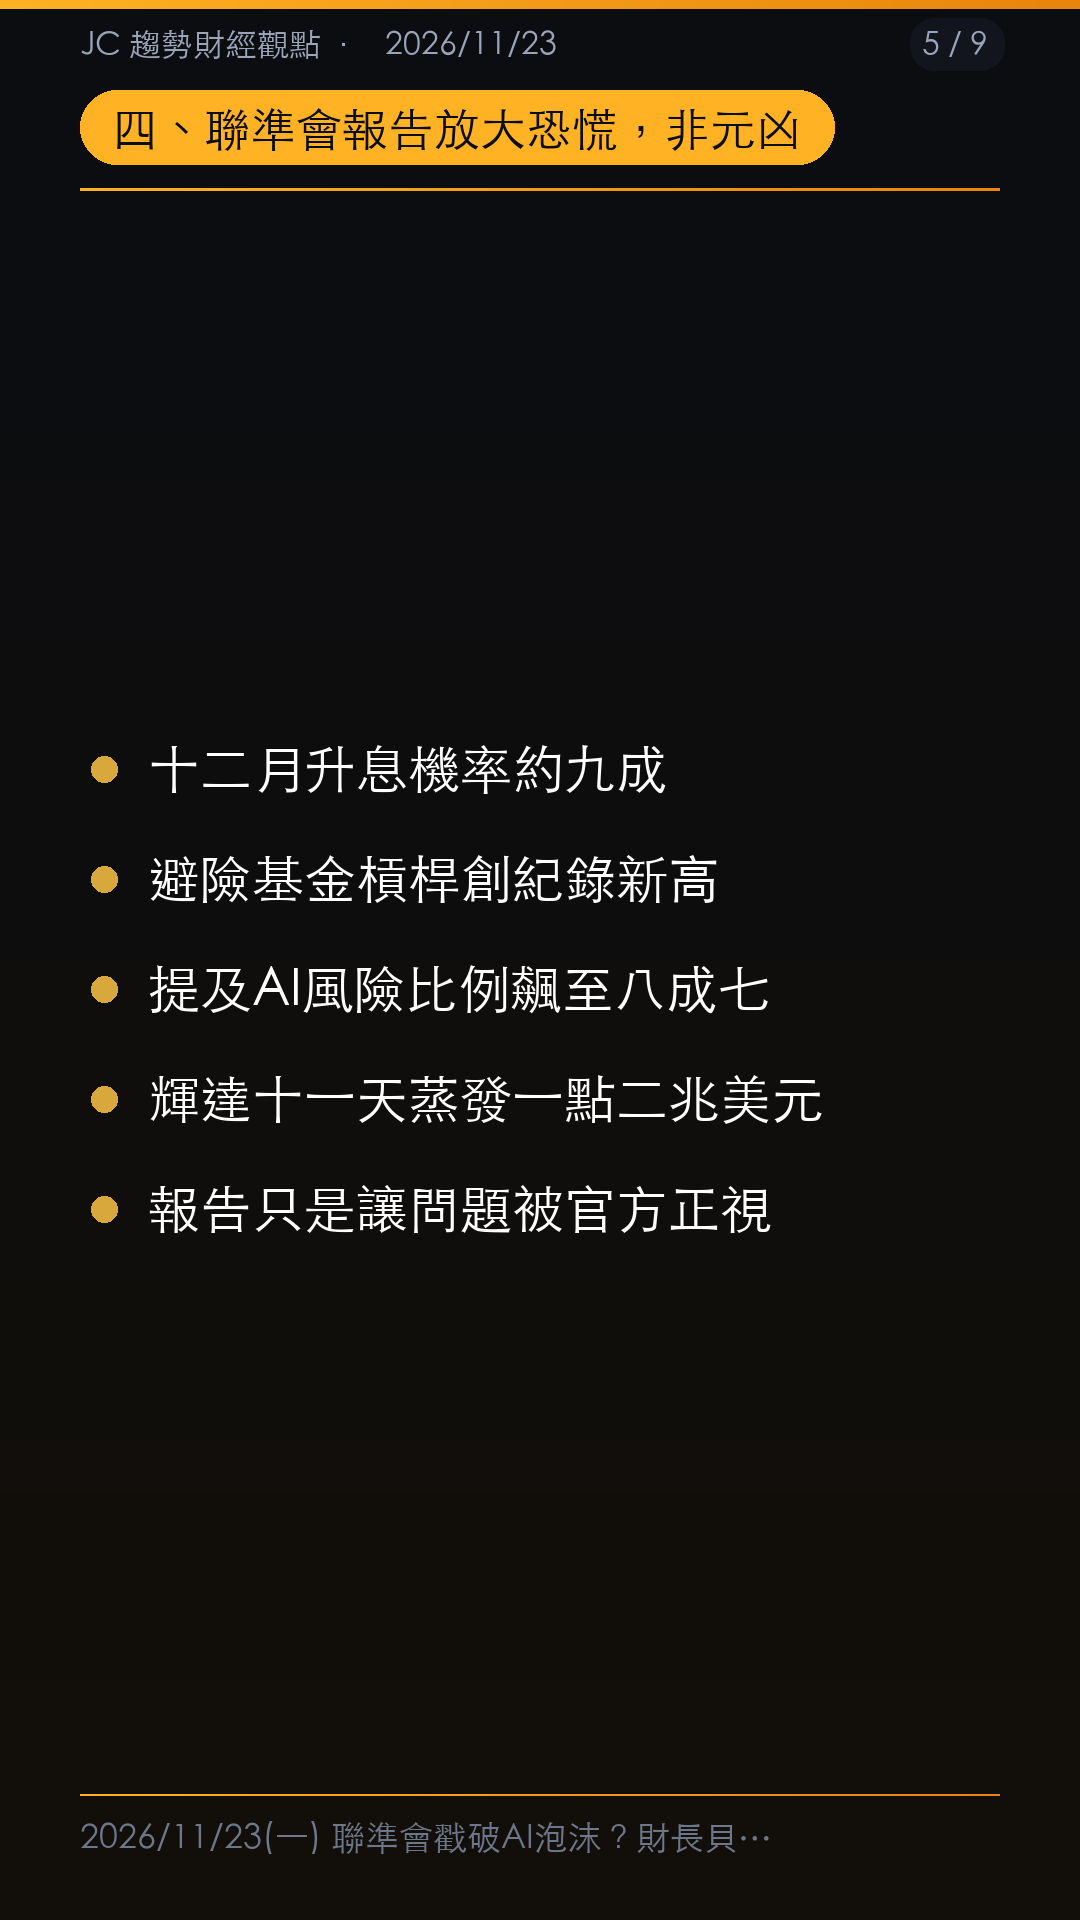 JC 趨勢財經觀點 · 2026/11/23
5 / 9
四、聯準會報告放大恐慌，非元凶
十二月升息機率約九成
避險基金槓桿創紀錄新高
提及AI風險比例飆至八成七
輝達十一天蒸發一點二兆美元
報告只是讓問題被官方正視
2026/11/23(一) 聯準會戳破AI泡沫？財長貝⋯